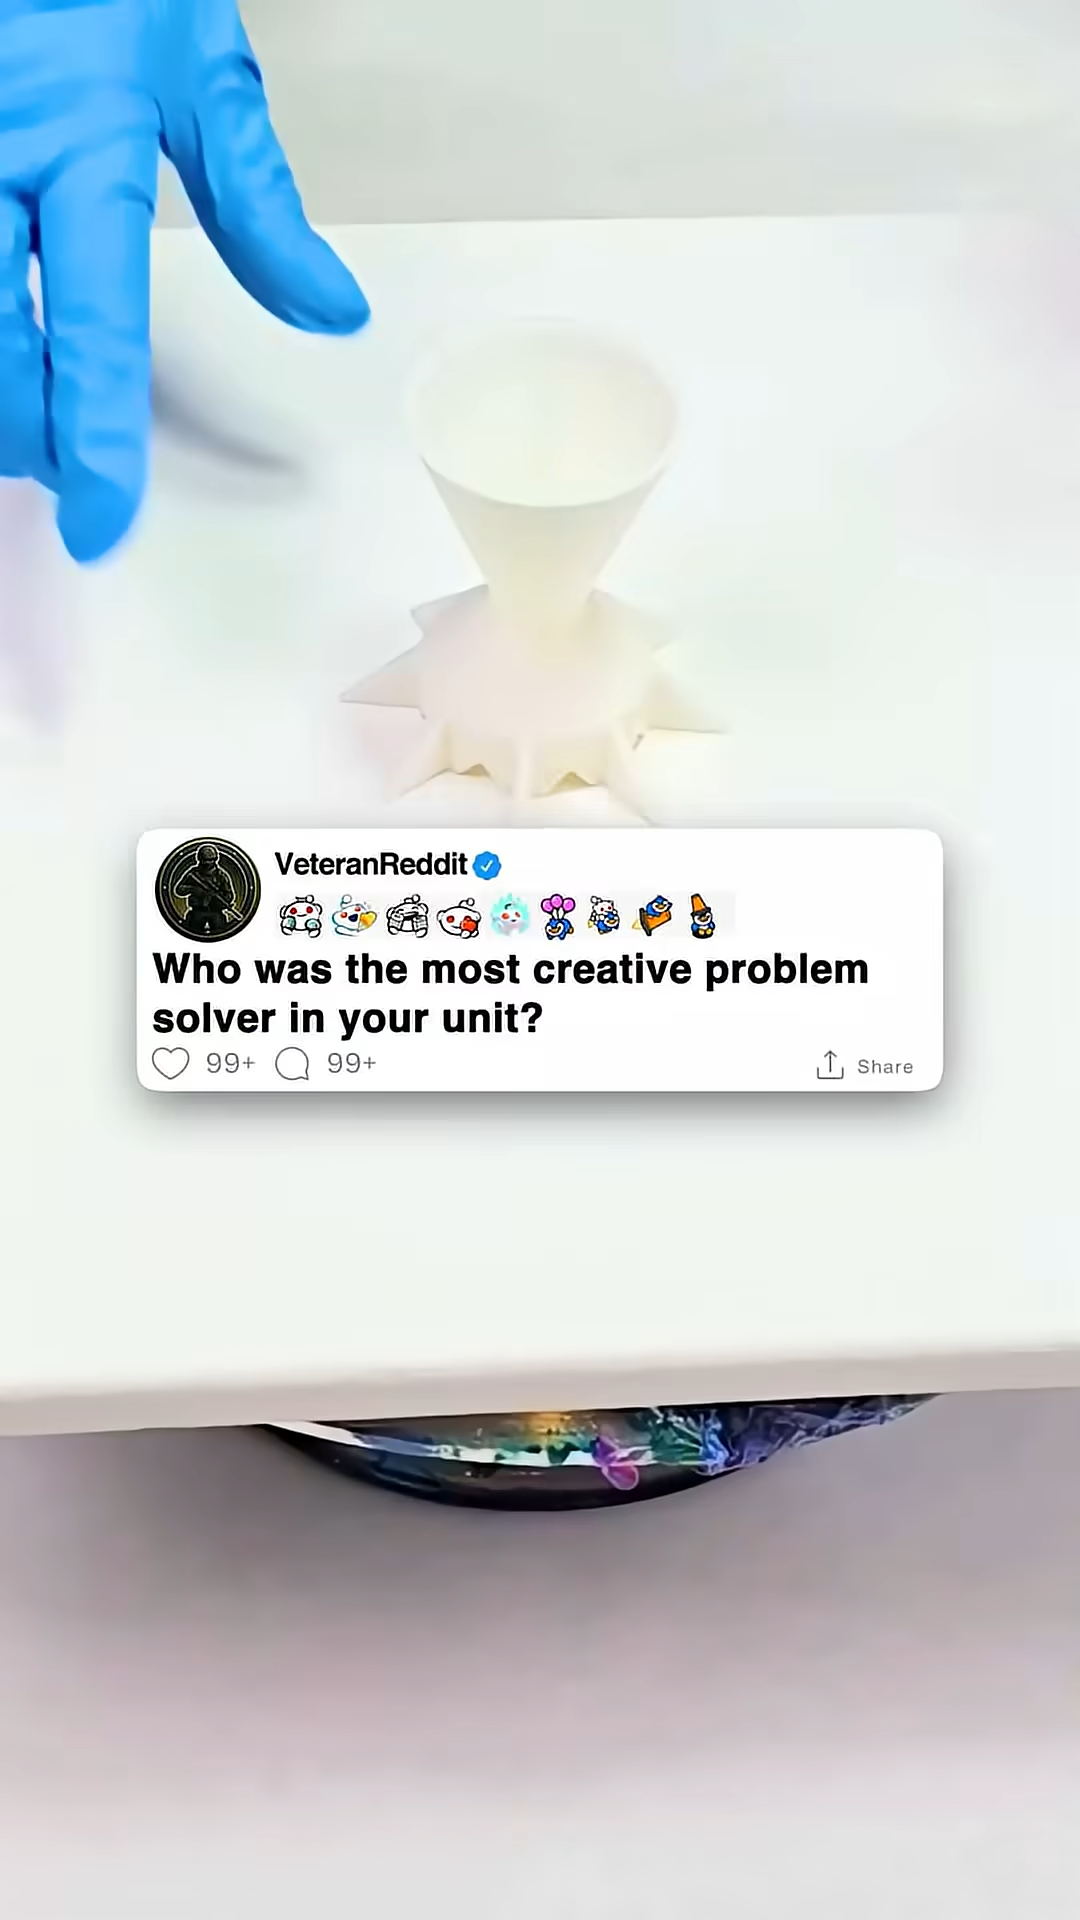 VeteranReddit
Who was the most creative problem
solver in your unit?
99+ 99+ Share